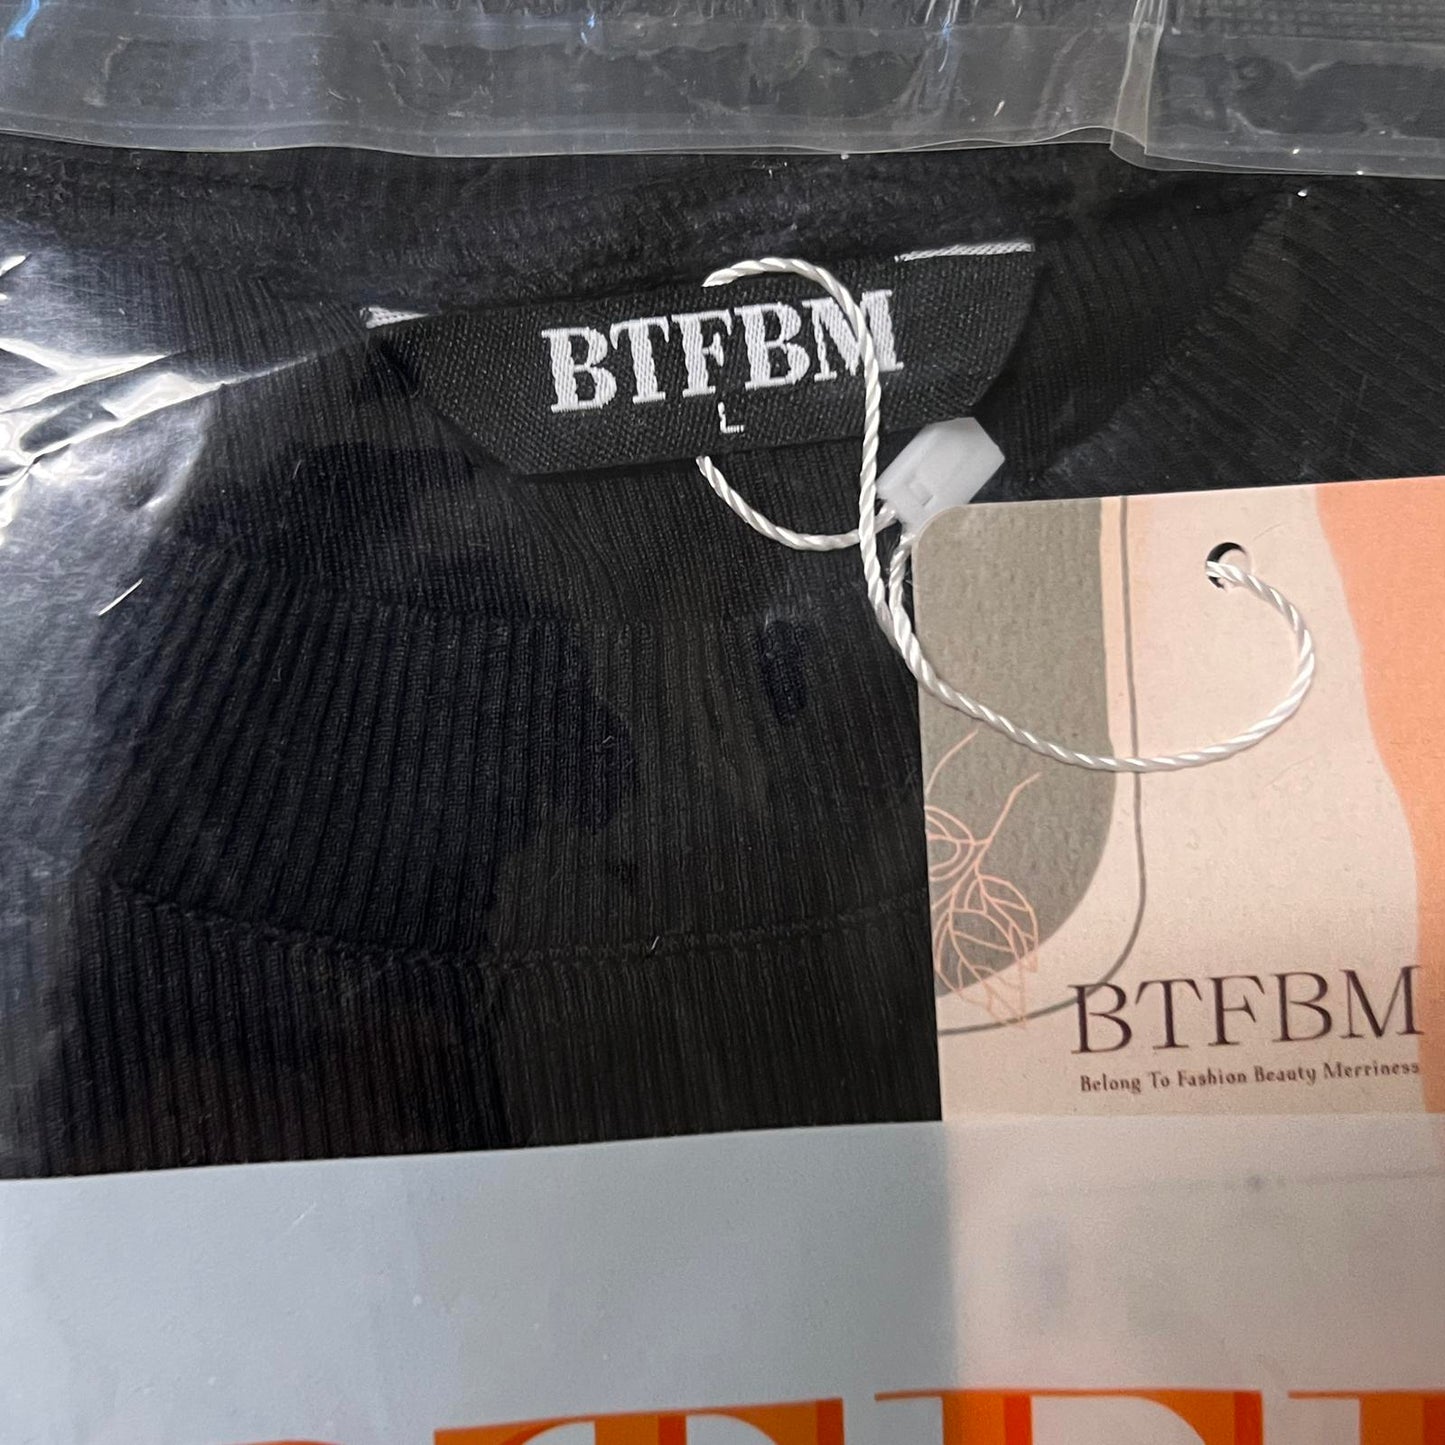 BTFBM
L
BTFBM
Belong To Fashion Beauty Merriness